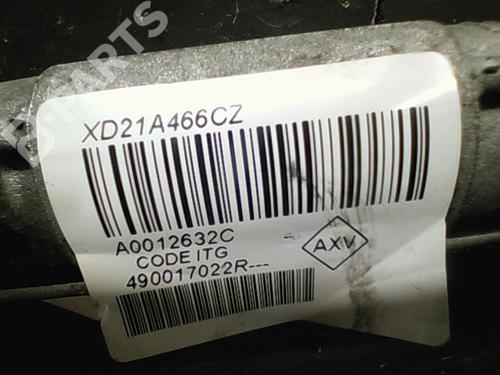 B-PARTS
XD21A466CZ
A0012632C
CODE ITG
490017022R---
AXV